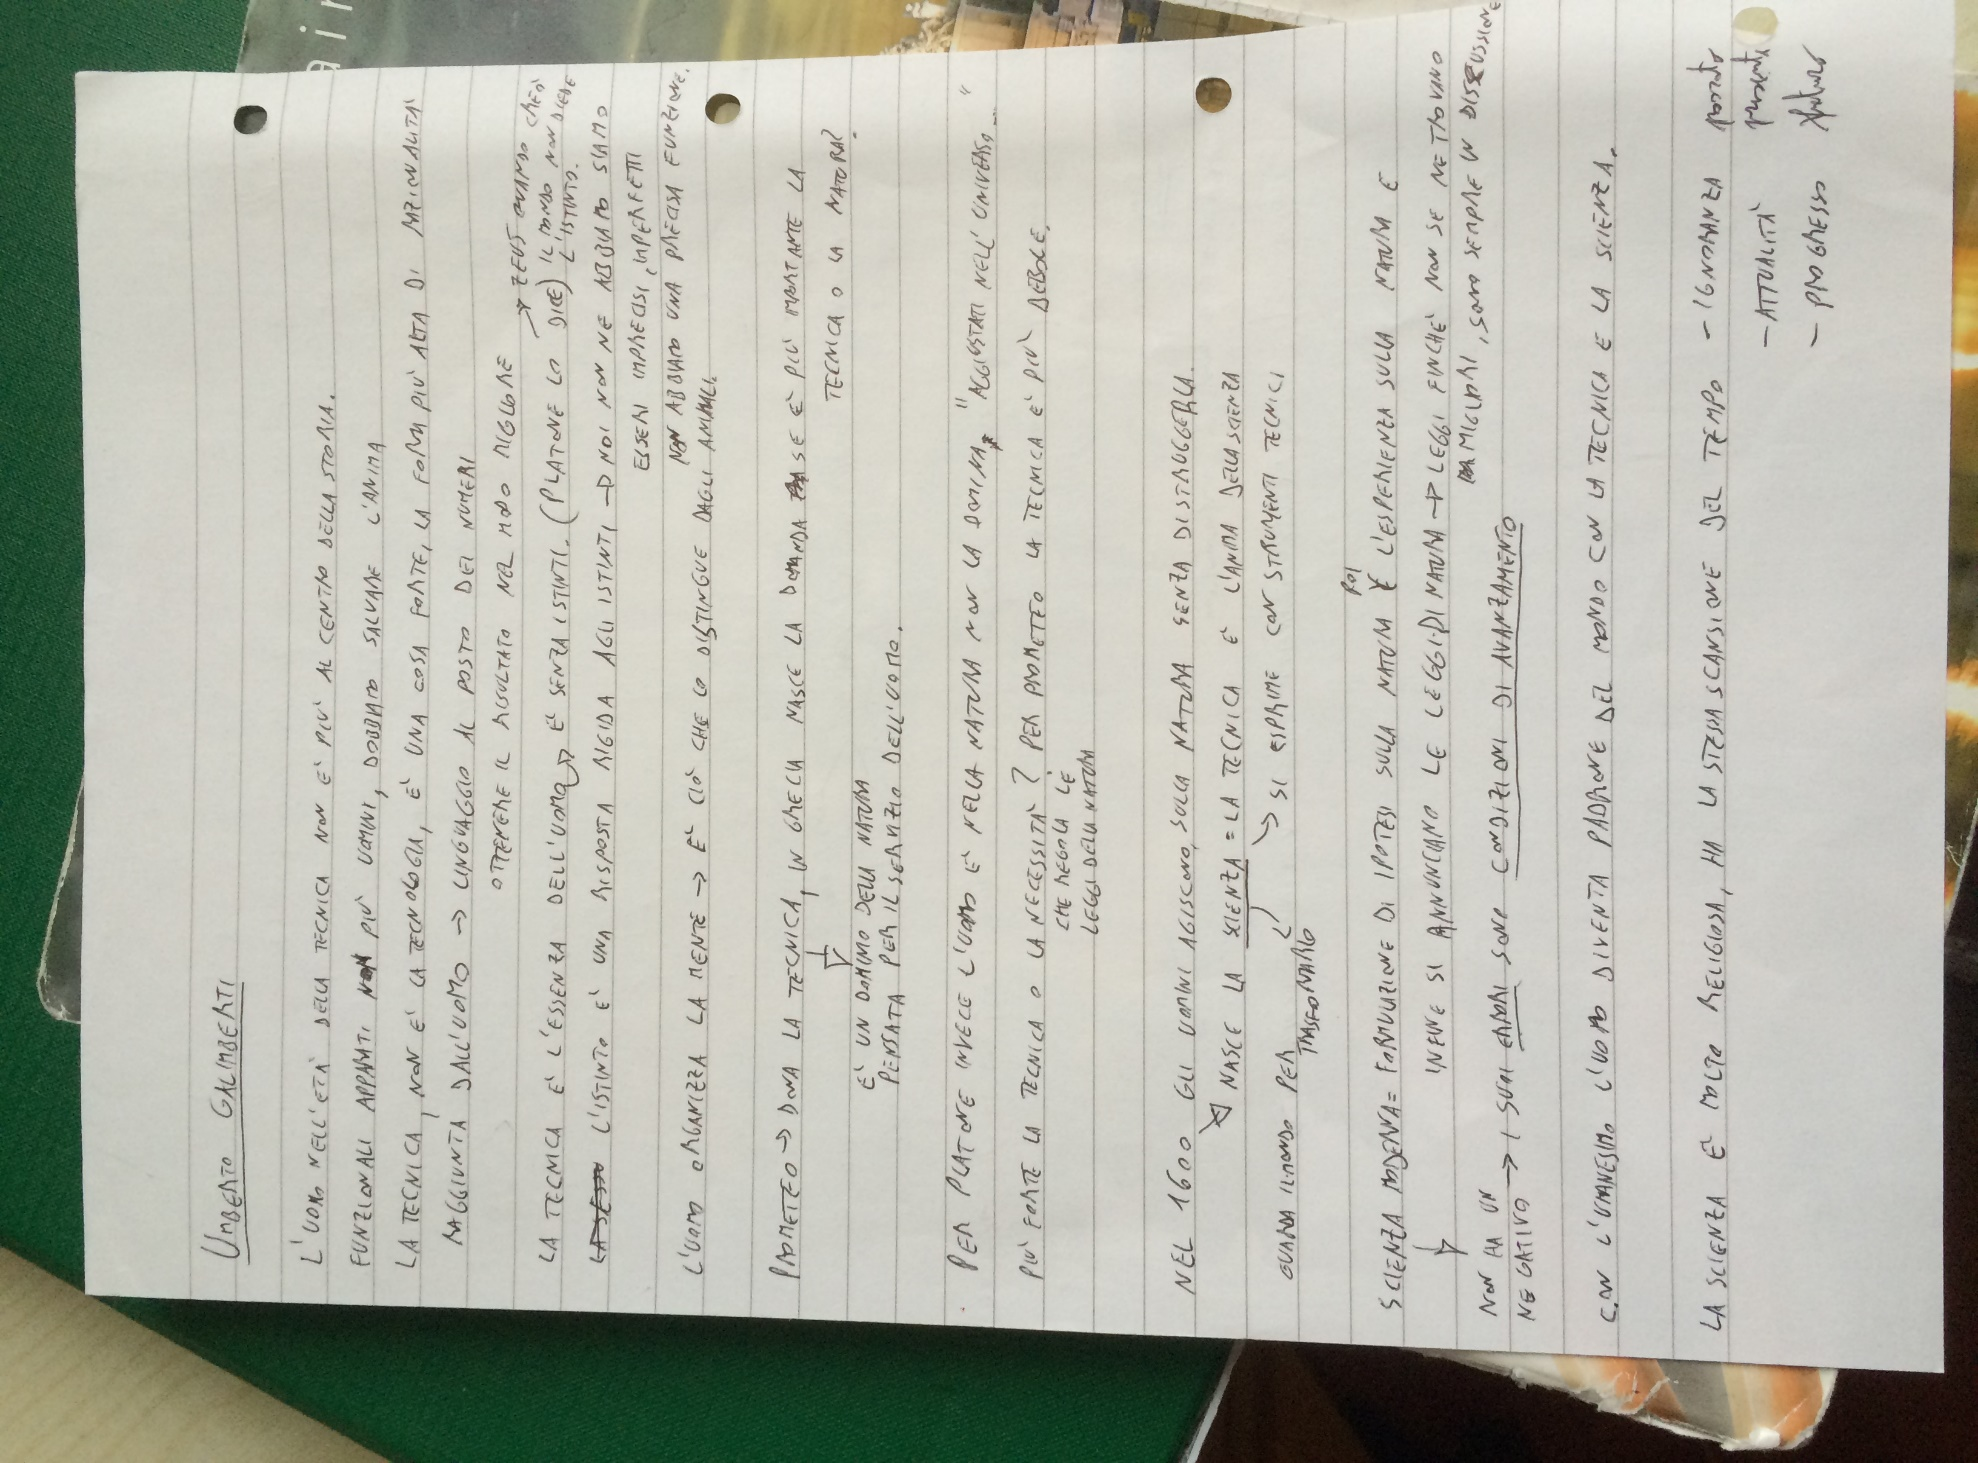 air
UMBERTO GALIMBERTI
L'UOMO NELL'ETÀ DELLA TECNICA NON È PIÙ AL CENTRO DELLA STORIA.
FUNZIONALI APPARATI NON PIÙ UOMINI, DOBBIAMO SALVARE L'ANIMA
LA TECNICA, NON È LA TECNOLOGIA, È UNA COSA FORTE, LA FORMA PIÙ ALTA DI RAZIONALITÀ
RAGGIUNTA DALL'UOMO → LINGUAGGIO AL POSTO DEI NUMERI
OTTENERE IL RISULTATO NEL MODO MIGLIORE
→ ZEUS QUANDO CREÒ
IL MONDO NON DIEDE
L'ISTINTO.
LA TECNICA È L'ESSENZA DELL'UOMO → È SENZA ISTINTI. (PLATONE LO DICE)
L'ISTINTO È UNA RISPOSTA RIGIDA AGLI ISTINTI → NOI NON NE ABBIAMO SIAMO
ESSERI IMPRECISI, IMPERFETTI
NON ABBIAMO UNA PRECISA FUNZIONE.
L'UOMO ORGANIZZA LA MENTE → È CIÒ CHE LO DISTINGUE DAGLI ANIMALI.
PROMETEO → DONA LA TECNICA, IN GRECIA NASCE LA DOMANDA SE È PIÙ IMPORTANTE LA
TECNICA O LA NATURA?
È UN DOMINIO DELLA NATURA
PENSATA PER IL SERVIZIO DELL'UOMO.
PER PLATONE INVECE L'UOMO È NELLA NATURA NON LA DOMINA, "AGGIUSTATI NELL'UNIVERSO..."
PIÙ FORTE LA TECNICA O LA NECESSITÀ? PER PROMETEO LA TECNICA È PIÙ DEBOLE.
CHE REGOLA LE
LEGGI DELLA NATURA
NEL 1600 GLI UOMINI AGISCONO SULLA NATURA SENZA DISTRUGGERLA.
NASCE LA SCIENZA = LA TECNICA È L'ANIMA DELLA SCIENZA
GUARDA IL MONDO PER
TRASFORMARLO
→ SI ESPRIME CON STRUMENTI TECNICI
SCIENZA MODERNA = FORMULAZIONE DI IPOTESI SULLA NATURA POI È L'ESPERIENZA SULLA NATURA E
INFINE SI ANNUNCIANO LE LEGGI DI NATURA → LEGGI FINCHÈ NON SE NE TROVANO
MIGLIORI, SONO SEMPRE IN DISCUSSIONE
NON HA UN
NEGATIVO → I SUOI ERRORI SONO CONDIZIONI DI AVANZAMENTO
CON L'UMANESIMO L'UOMO DIVENTA PADRONE DEL MONDO CON LA TECNICA E LA SCIENZA.
LA SCIENZA È MOLTO RELIGIOSA, HA LA STESSA SCANSIONE DEL TEMPO - IGNORANZA passato
- ATTUALITÀ presente
- PROGRESSO futuro